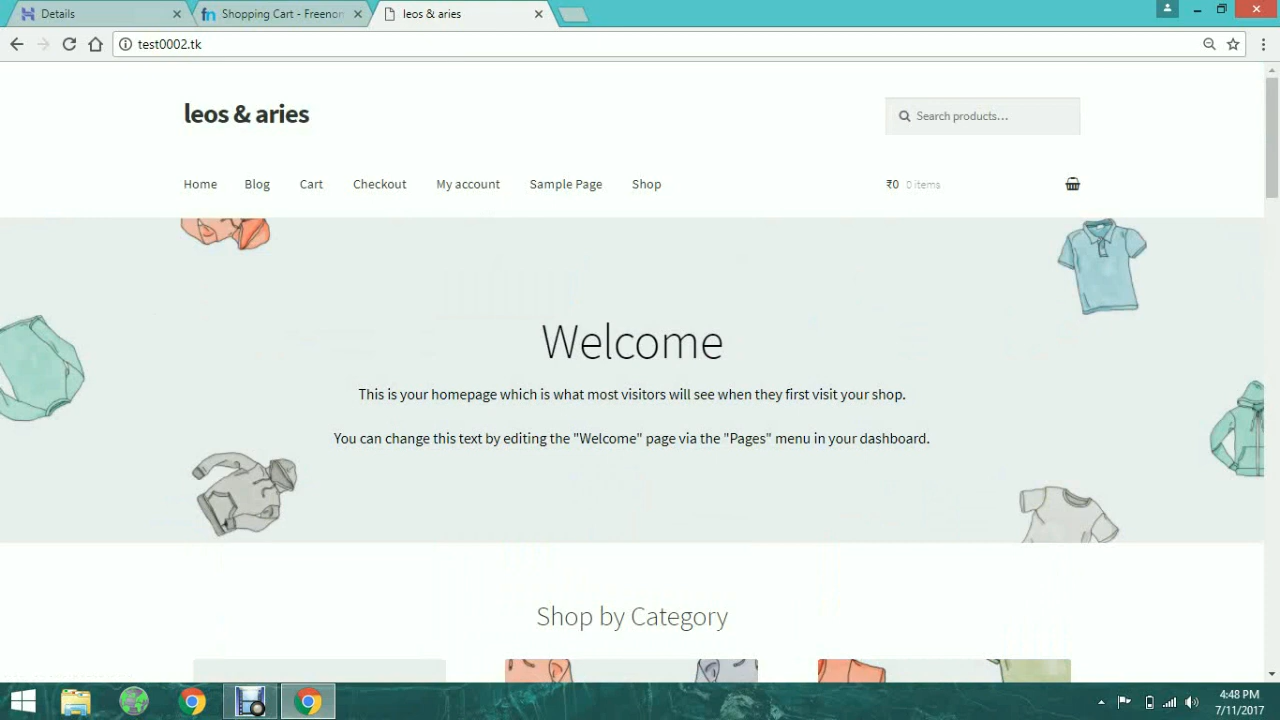 Details
Shopping Cart - Freenom
leos & aries
test0002.tk
leos & aries
Search products…
Home Blog Cart Checkout My account Sample Page Shop ₹0 0 items
Welcome
This is your homepage which is what most visitors will see when they first visit your shop.
You can change this text by editing the "Welcome" page via the "Pages" menu in your dashboard.
Shop by Category
4:48 PM
7/11/2017